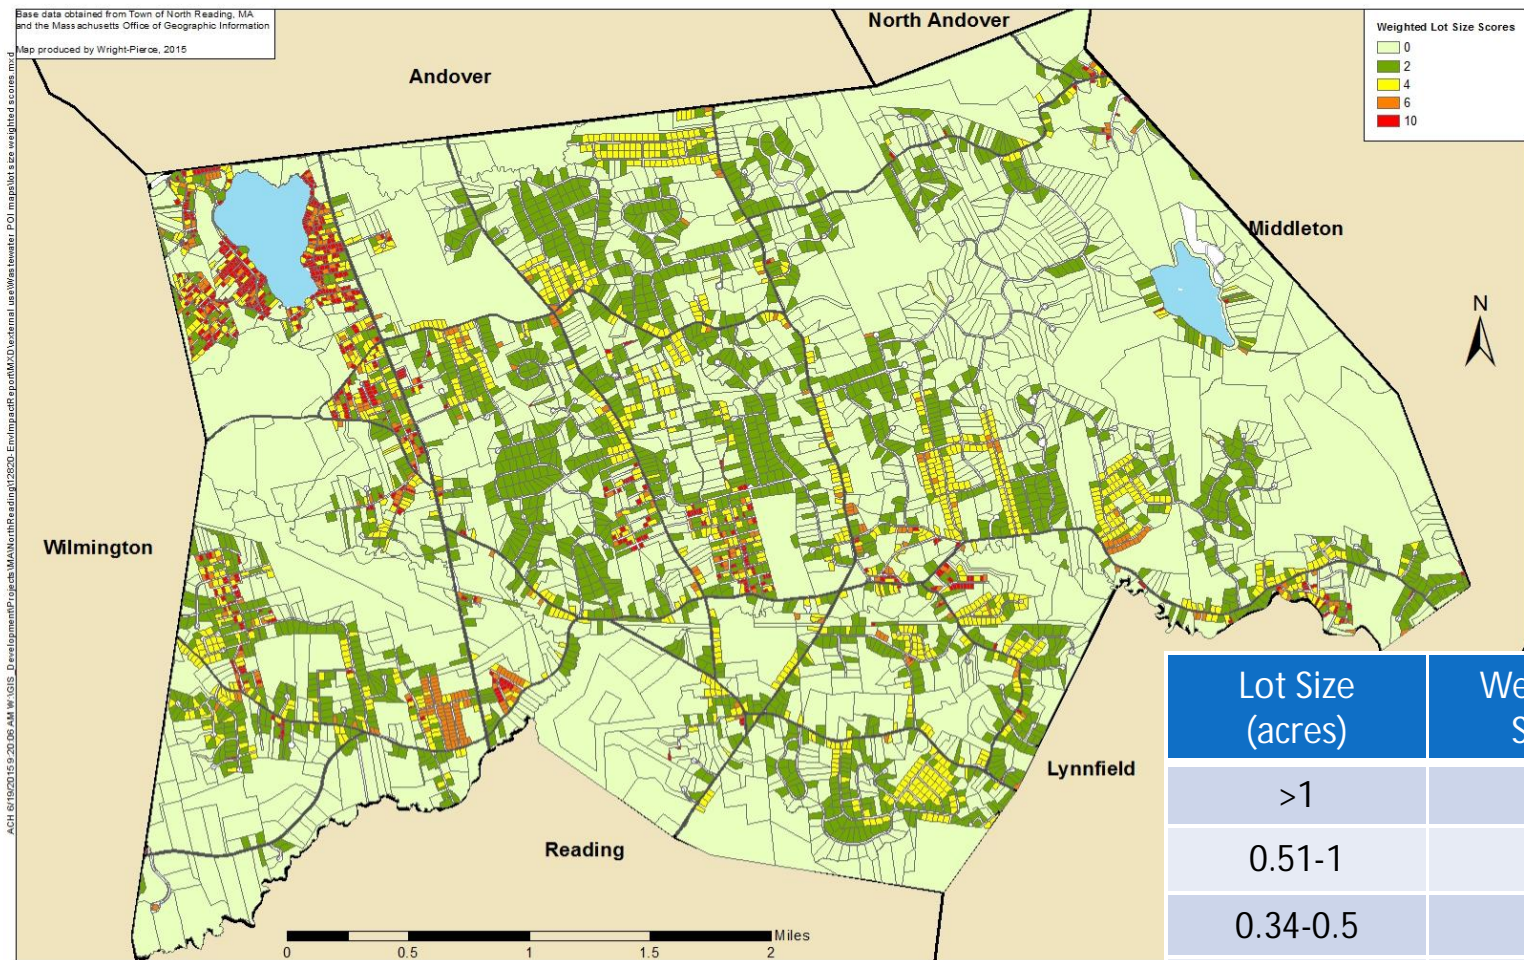 Base data obtained from Town of North Reading, MA
and the Massachusetts Office of Geographic Information
Map produced by Wright-Pierce, 2015
North Andover
Weighted Lot Size Scores
0
2
4
6
10
Andover
Middleton
N
Wilmington
Lynnfield
Reading
Miles
0 0.5 1 1.5 2
Lot Size
(acres)
We
S
>1
0.51-1
0.34-0.5